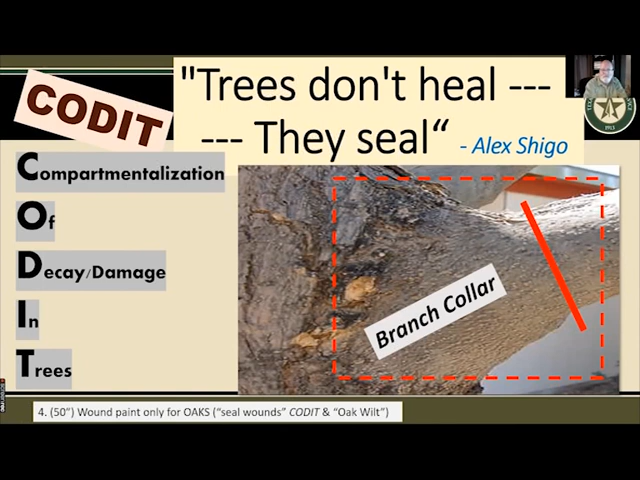 "Trees don't heal ---
CODIT
--- They seal“ - Alex Shigo
Compartmentalization
Of
Decay/Damage
Branch Collar
In
Trees
4. (50”) Wound paint only for OAKS (“seal wounds” CODIT & “Oak Wilt”)
1915